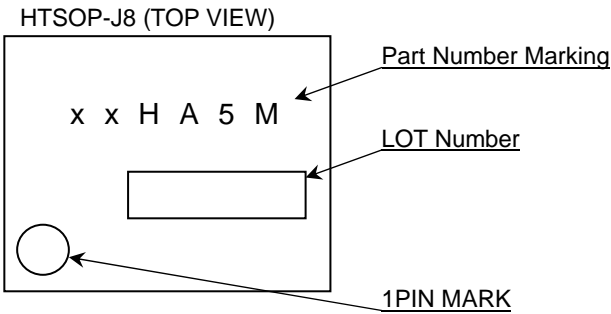 HTSOP-J8 (TOP VIEW)
Part Number Marking
x x H A 5 M
LOT Number
1PIN MARK